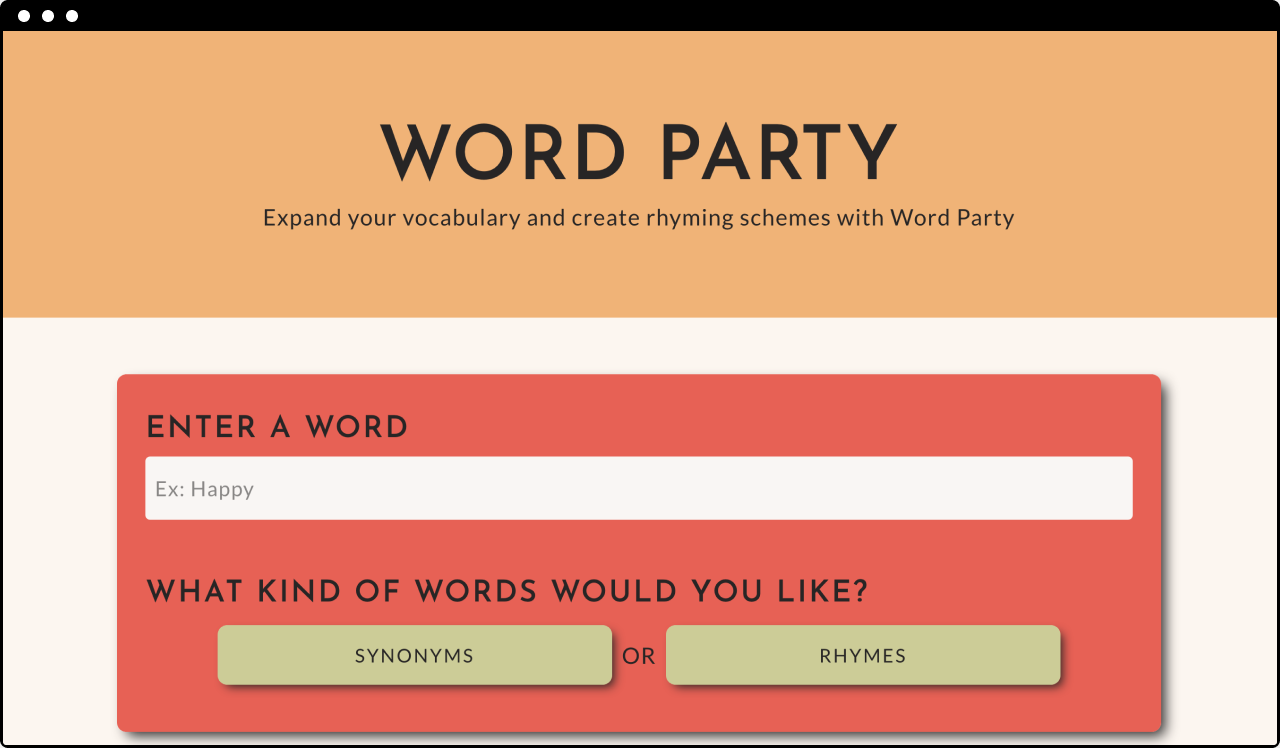 WORD PARTY
Expand your vocabulary and create rhyming schemes with Word Party
ENTER A WORD
Ex: Happy
WHAT KIND OF WORDS WOULD YOU LIKE?
SYNONYMS OR RHYMES